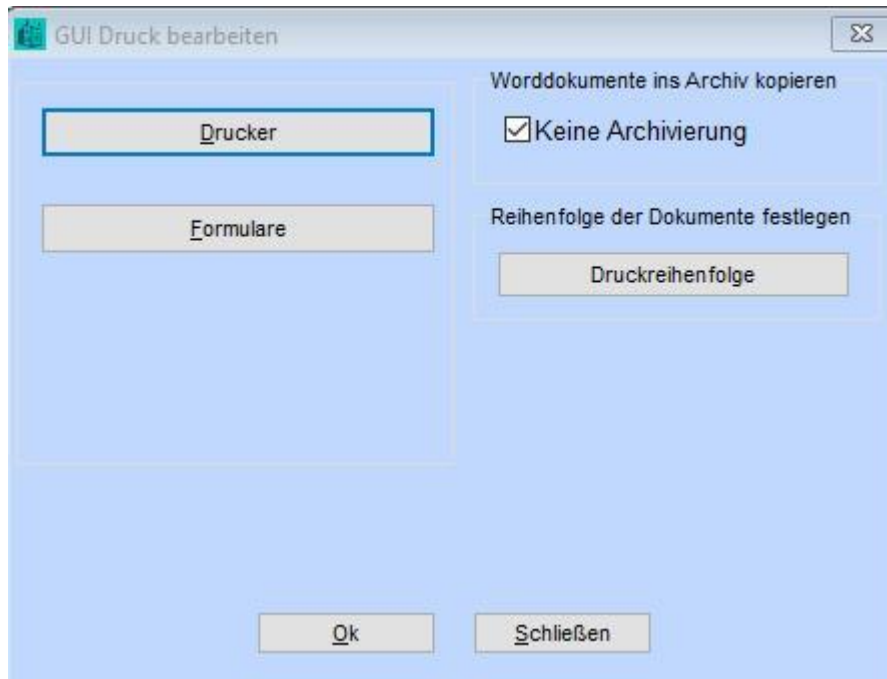 GUI Druck bearbeiten
Drucker
Formulare
Worddokumente ins Archiv kopieren
Keine Archivierung
Reihenfolge der Dokumente festlegen
Druckreihenfolge
Ok
Schließen